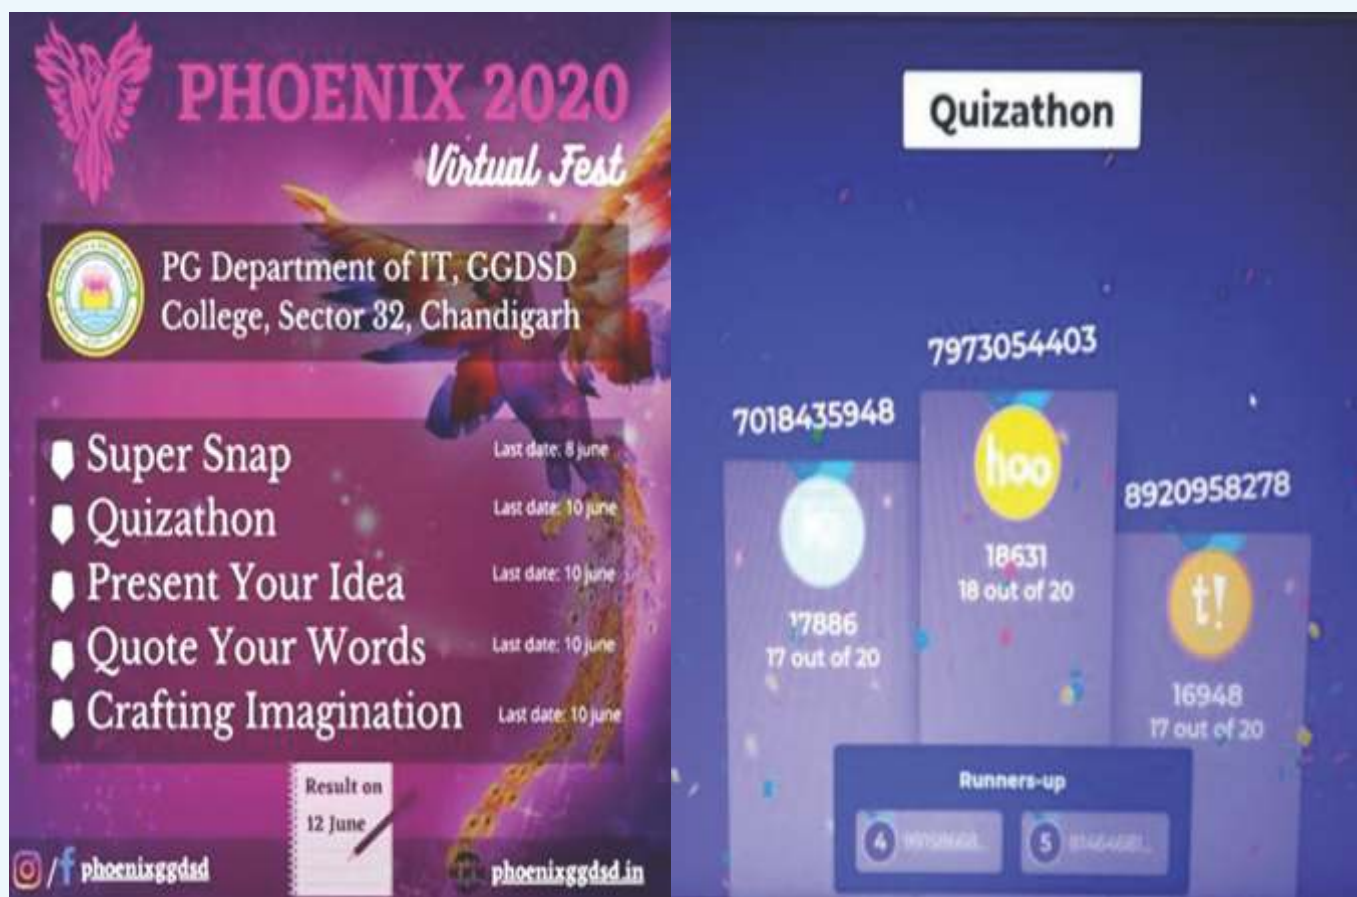 PHOENIX 2020
Virtual Fest
PG Department of IT, GGDSD
College, Sector 32, Chandigarh
Super Snap Last date: 8 june
Quizathon Last date: 10 june
Present Your Idea Last date: 10 june
Quote Your Words Last date: 10 june
Crafting Imagination Last date: 10 june
Result on
12 June
/f phoenixggdsd
phoenixggdsd.in
Quizathon
7973054403
7018435948
8920958278
hoo
18631
18 out of 20
t!
17886
17 out of 20
16948
17 out of 20
Runners-up
4
5